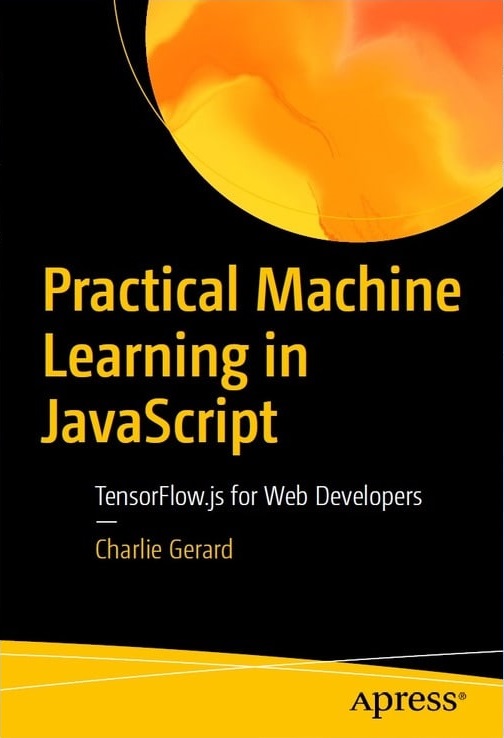 Practical Machine
Learning in
JavaScript
TensorFlow.js for Web Developers
Charlie Gerard
Apress®